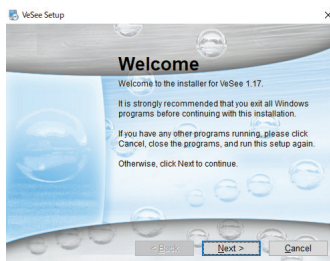 VeSee Setup
Welcome
Welcome to the installer for VeSee 1.17.
It is strongly recommended that you exit all Windows
programs before continuing with this installation.
If you have any other programs running, please click
Cancel, close the programs, and run this setup again.
Otherwise, click Next to continue.
< Back Next > Cancel